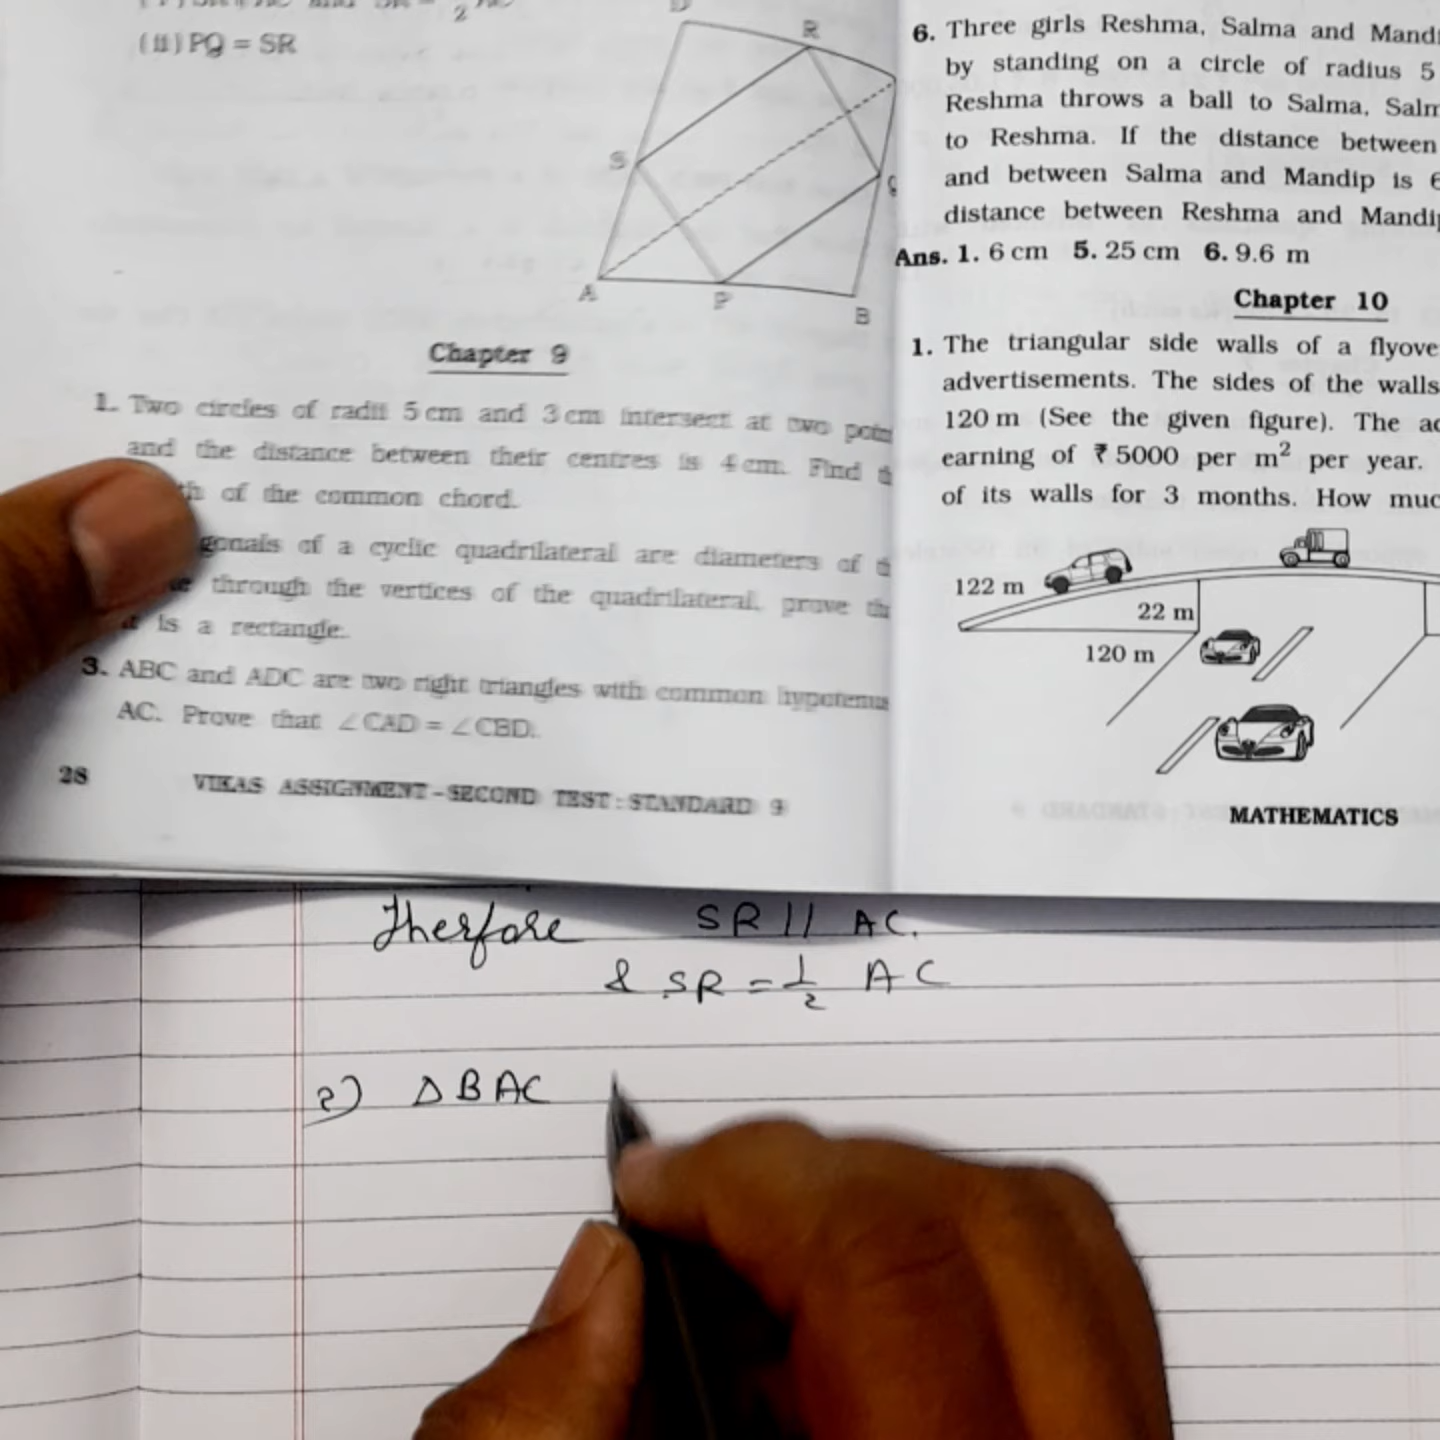 (ii) PQ = SR
D
R
S
A
P
B
Chapter 9
1. Two circles of radii 5 cm and 3 cm intersect at two
and the distance between their centres is 4 cm. Find
of the common chord.
of a cyclic quadrilateral are diameters of
through the vertices of the quadrilateral, prove
is a rectangle.
3. ABC and ADC are two right triangles with common
AC. Prove that ∠CAD = ∠CBD.
28 VIKAS ASSIGNMENT – SECOND TEST : STANDARD 9
6. Three girls Reshma, Salma and
by standing on a circle of radius 5
Reshma throws a ball to Salma,
to Reshma. If the distance between
and between Salma and Mandip is
distance between Reshma and
Ans. 1. 6 cm 5. 25 cm 6. 9.6 m
Chapter 10
1. The triangular side walls of a
advertisements. The sides of the walls
120 m (See the given figure). The
earning of ₹ 5000 per m² per year.
of its walls for 3 months. How
122 m
22 m
120 m
MATHEMATICS
Therfore SR || AC.
& SR = 1/2 AC
2) Δ BAC